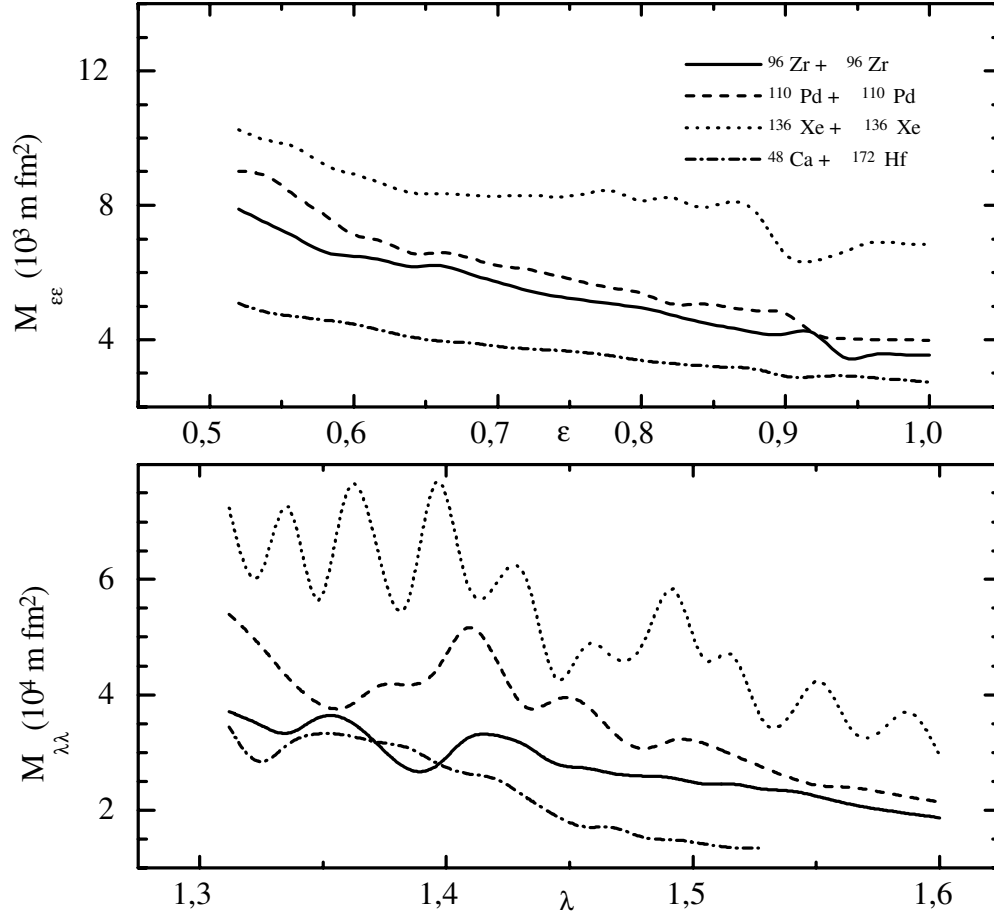 12
8
4
M εε (10³ m fm²)
⁹⁶ Zr + ⁹⁶ Zr
¹¹⁰ Pd + ¹¹⁰ Pd
¹³⁶ Xe + ¹³⁶ Xe
⁴⁸ Ca + ¹⁷² Hf
0,5 0,6 0,7 ε 0,8 0,9 1,0
6
4
2
M λλ (10⁴ m fm²)
1,3 1,4 λ 1,5 1,6